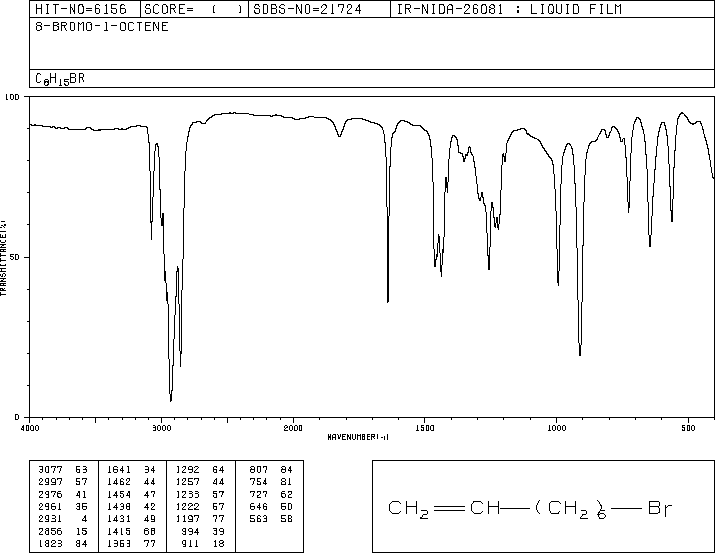 HIT-NO=6156 SCORE= ( ) SDBS-NO=21724 IR-NIDA-26081 : LIQUID FILM
8-BROMO-1-OCTENE
C8H15BR
100
50
0
TRANSMITTANCE(%)
4000 3000 2000 1500 1000 500
WAVENUMBER(-1)
3077 53 1641 34 1292 64 807 84
2997 57 1462 44 1257 44 754 81
2976 41 1454 47 1233 57 727 62
2961 35 1438 42 1222 57 646 50
2931 4 1431 49 1197 77 563 58
2856 15 1415 68 994 39
1823 84 1363 77 911 18
CH2=CH-(CH2)6-Br